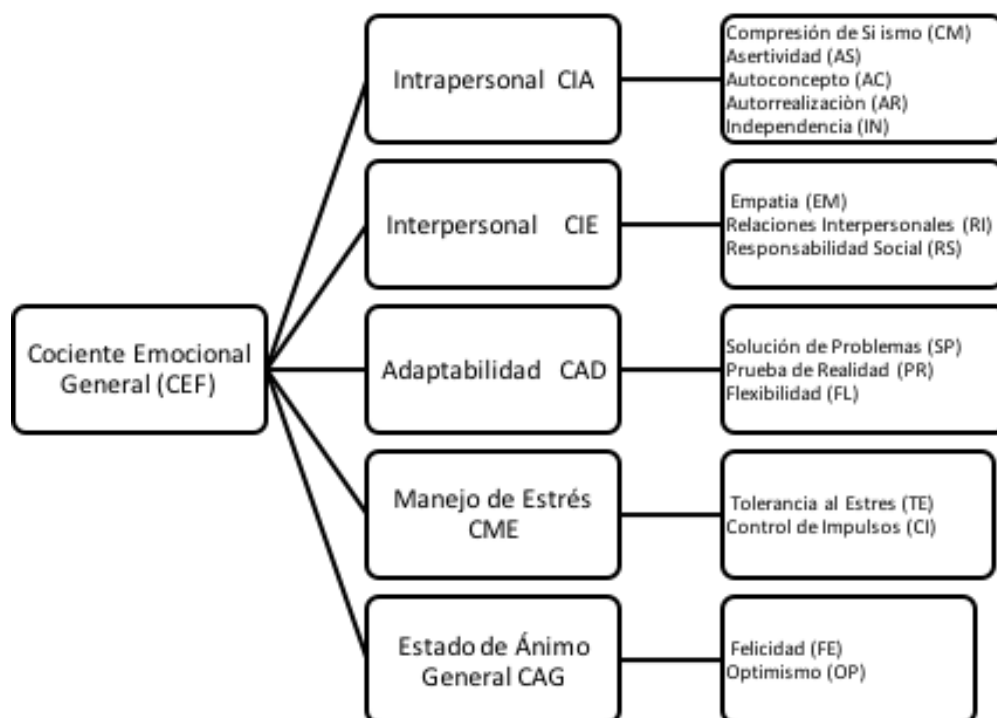 Intrapersonal CIA
Compresión de Si ismo (CM)
Asertividad (AS)
Autoconcepto (AC)
Autorrealizaciòn (AR)
Independencia (IN)
Interpersonal CIE
Empatia (EM)
Relaciones Interpersonales (RI)
Responsabilidad Social (RS)
Cociente Emocional
General (CEF)
Adaptabilidad CAD
Solución de Problemas (SP)
Prueba de Realidad (PR)
Flexibilidad (FL)
Manejo de Estrés
CME
Tolerancia al Estres (TE)
Control de Impulsos (CI)
Estado de Ánimo
General CAG
Felicidad (FE)
Optimismo (OP)